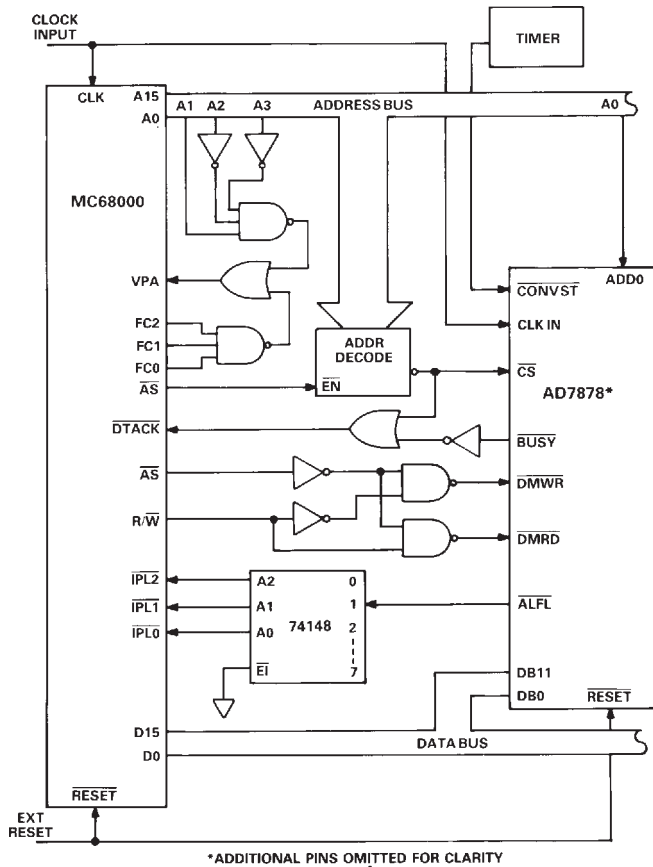 CLOCK
INPUT
TIMER
CLK
A15
A1
A2
A3
ADDRESS BUS
A0
A0
MC68000
ADD0
VPA
CONVST
CLK IN
FC2
FC1
FC0
ADDR
DECODE
CS
AS
EN
AD7878*
DTACK
BUSY
AS
DMWR
R/W
DMRD
IPL2
A2
0
IPL1
A1
1
ALFL
74148
IPL0
A0
2
EI
7
DB11
DB0
RESET
D15
DATA BUS
D0
RESET
EXT
RESET
*ADDITIONAL PINS OMITTED FOR CLARITY